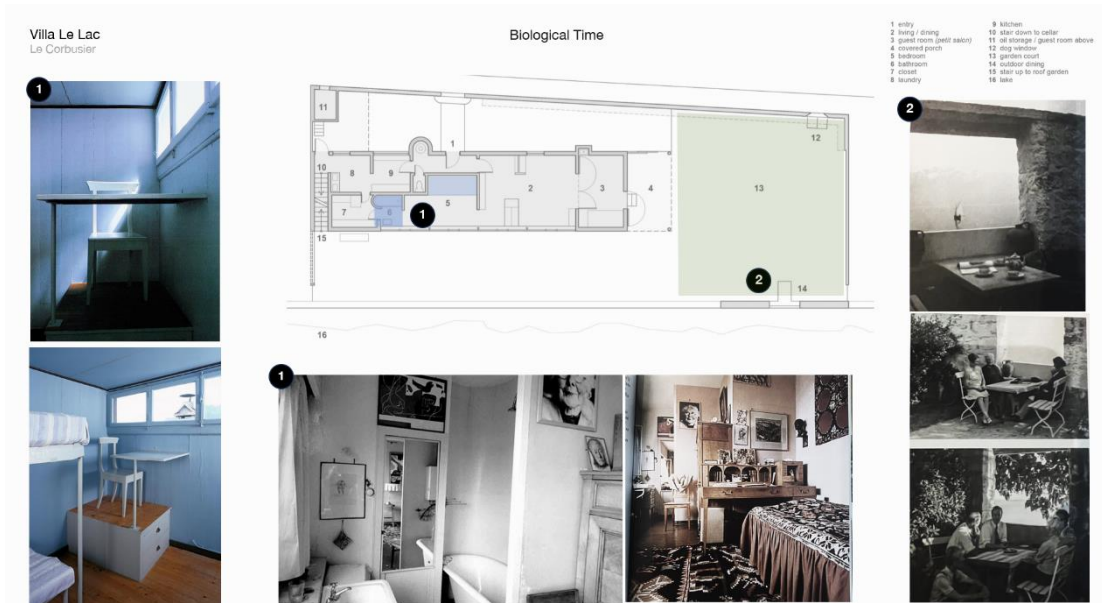 Villa Le Lac
Le Corbusier
Biological Time
1 entry
2 living / dining
3 guest room (petit salon)
4 covered porch
5 bedroom
6 bathroom
7 closet
8 laundry
9 kitchen
10 stair down to cellar
11 oil storage / guest room above
12 dog window
13 garden court
14 outdoor dining
15 stair up to roof garden
16 lake
1
2
11
12
1
10
8
9
2
3
4
13
5
7
6
1
15
2
14
16
1